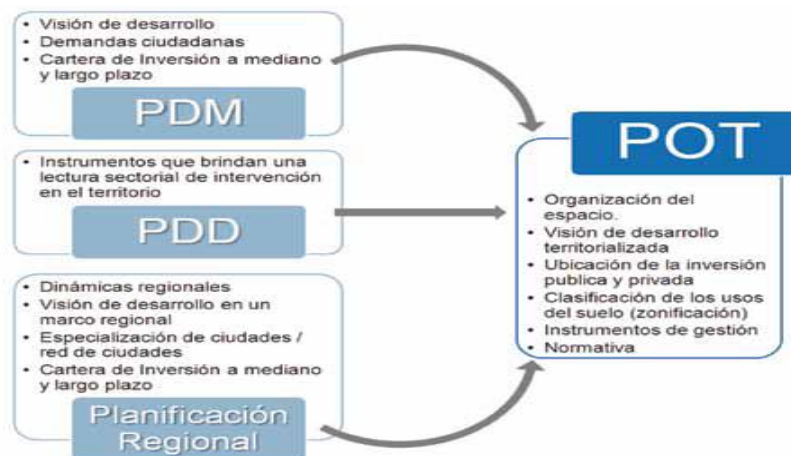 • Visión de desarrollo
• Demandas ciudadanas
• Cartera de Inversión a mediano
y largo plazo
PDM
• Instrumentos que brindan una
lectura sectorial de intervención
en el territorio
PDD
• Dinámicas regionales
• Visión de desarrollo en un
marco regional
• Especialización de ciudades /
red de ciudades
• Cartera de Inversión a mediano
y largo plazo
Planificación
Regional
POT
• Organización del
espacio.
• Visión de desarrollo
territorializada
• Ubicación de la inversión
publica y privada
• Clasificación de los usos
del suelo (zonificación)
• Instrumentos de gestión
• Normativa